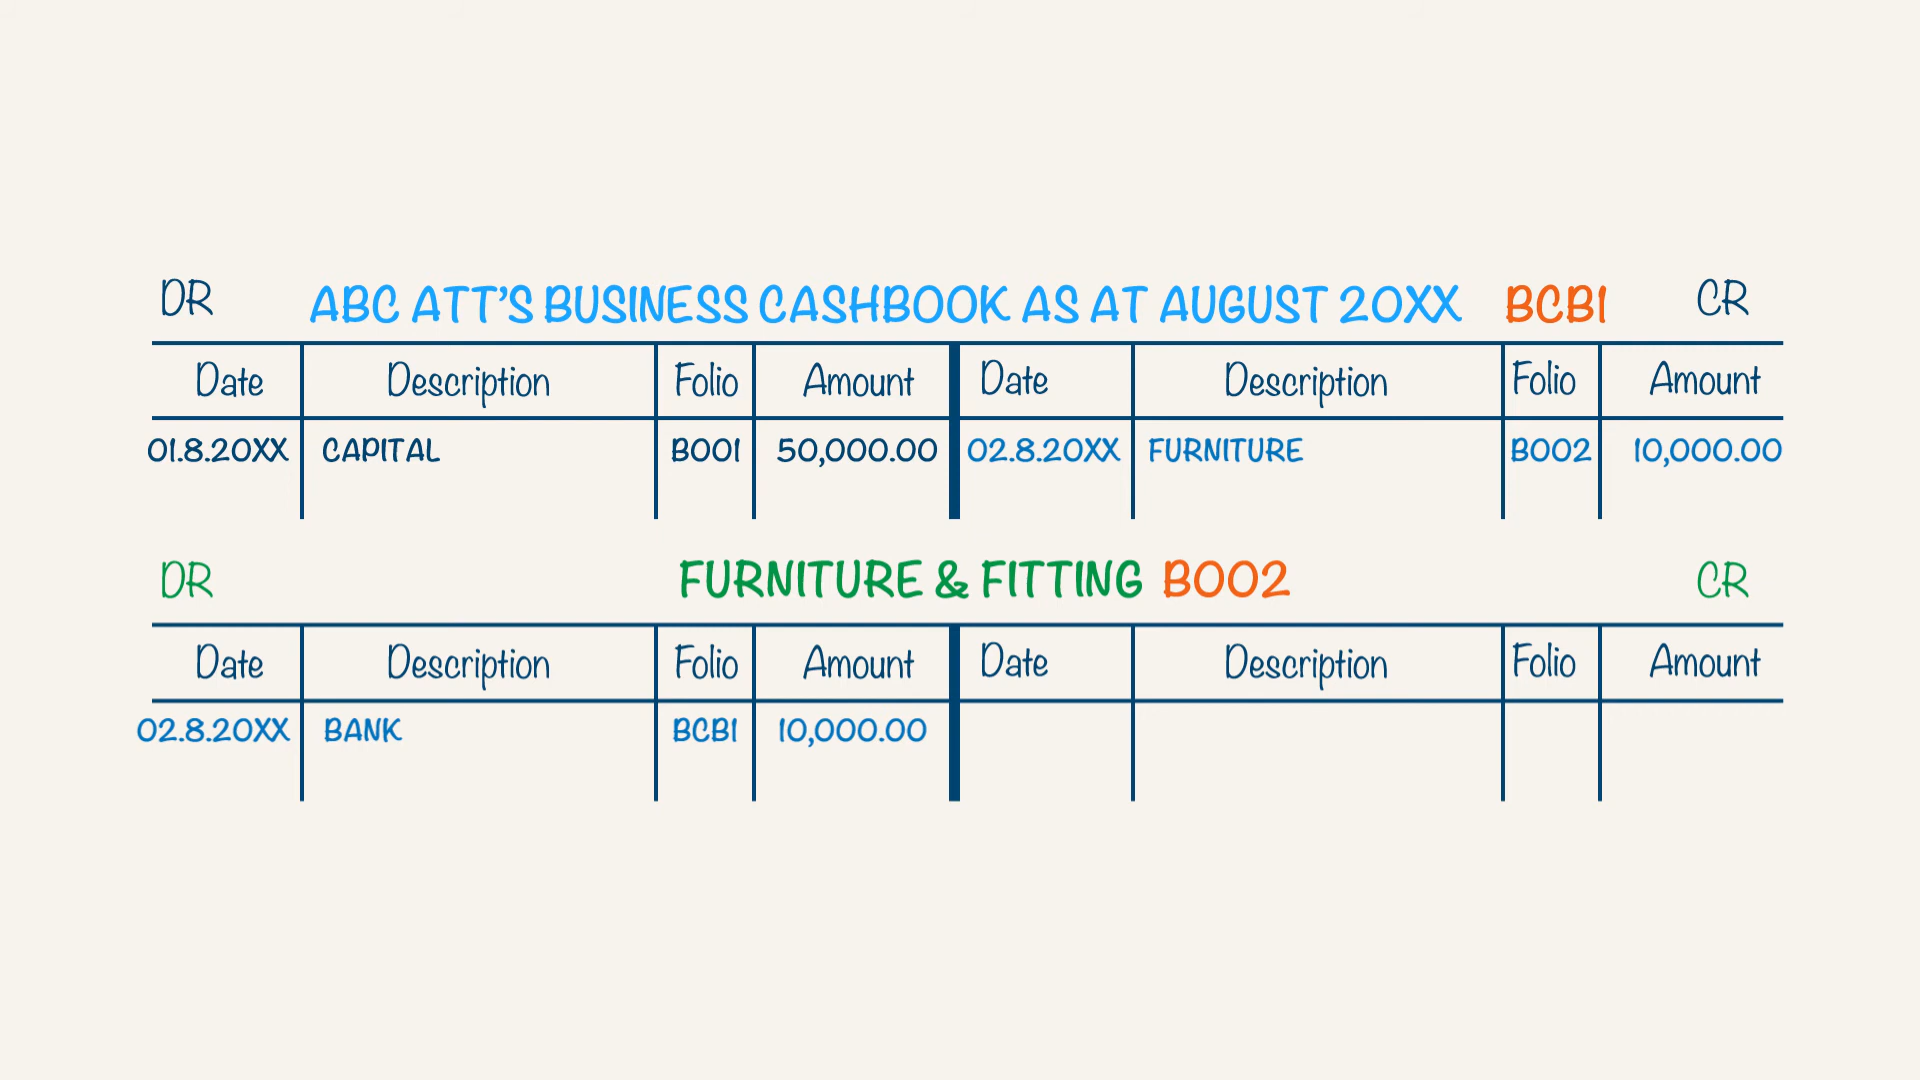 DR ABC ATT'S BUSINESS CASHBOOK AS AT AUGUST 20XX BCB1 CR
Date Description Folio Amount Date Description Folio Amount
01.8.20XX CAPITAL B001 50,000.00 02.8.20XX FURNITURE B002 10,000.00
DR FURNITURE & FITTING B002 CR
Date Description Folio Amount Date Description Folio Amount
02.8.20XX BANK BCB1 10,000.00